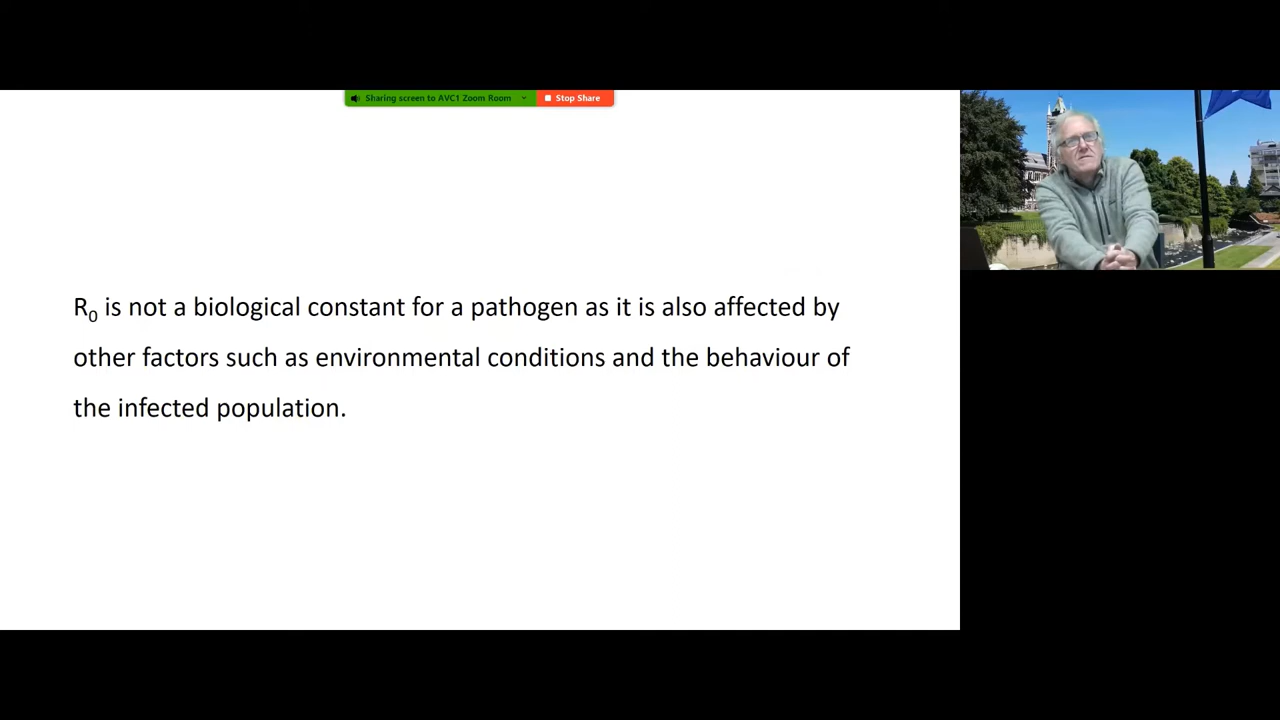 Sharing screen to AVC1 Zoom Room
Stop Share
R₀ is not a biological constant for a pathogen as it is also affected by
other factors such as environmental conditions and the behaviour of
the infected population.